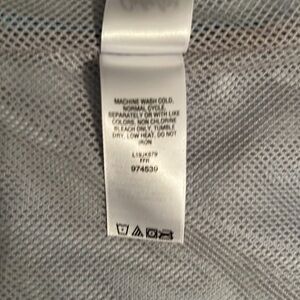 MACHINE WASH COLD,
NORMAL CYCLE,
SEPARATELY OR WITH LIKE
COLORS. NON CHLORINE
BLEACH ONLY, TUMBLE
DRY, LOW HEAT, DO NOT
IRON
974539